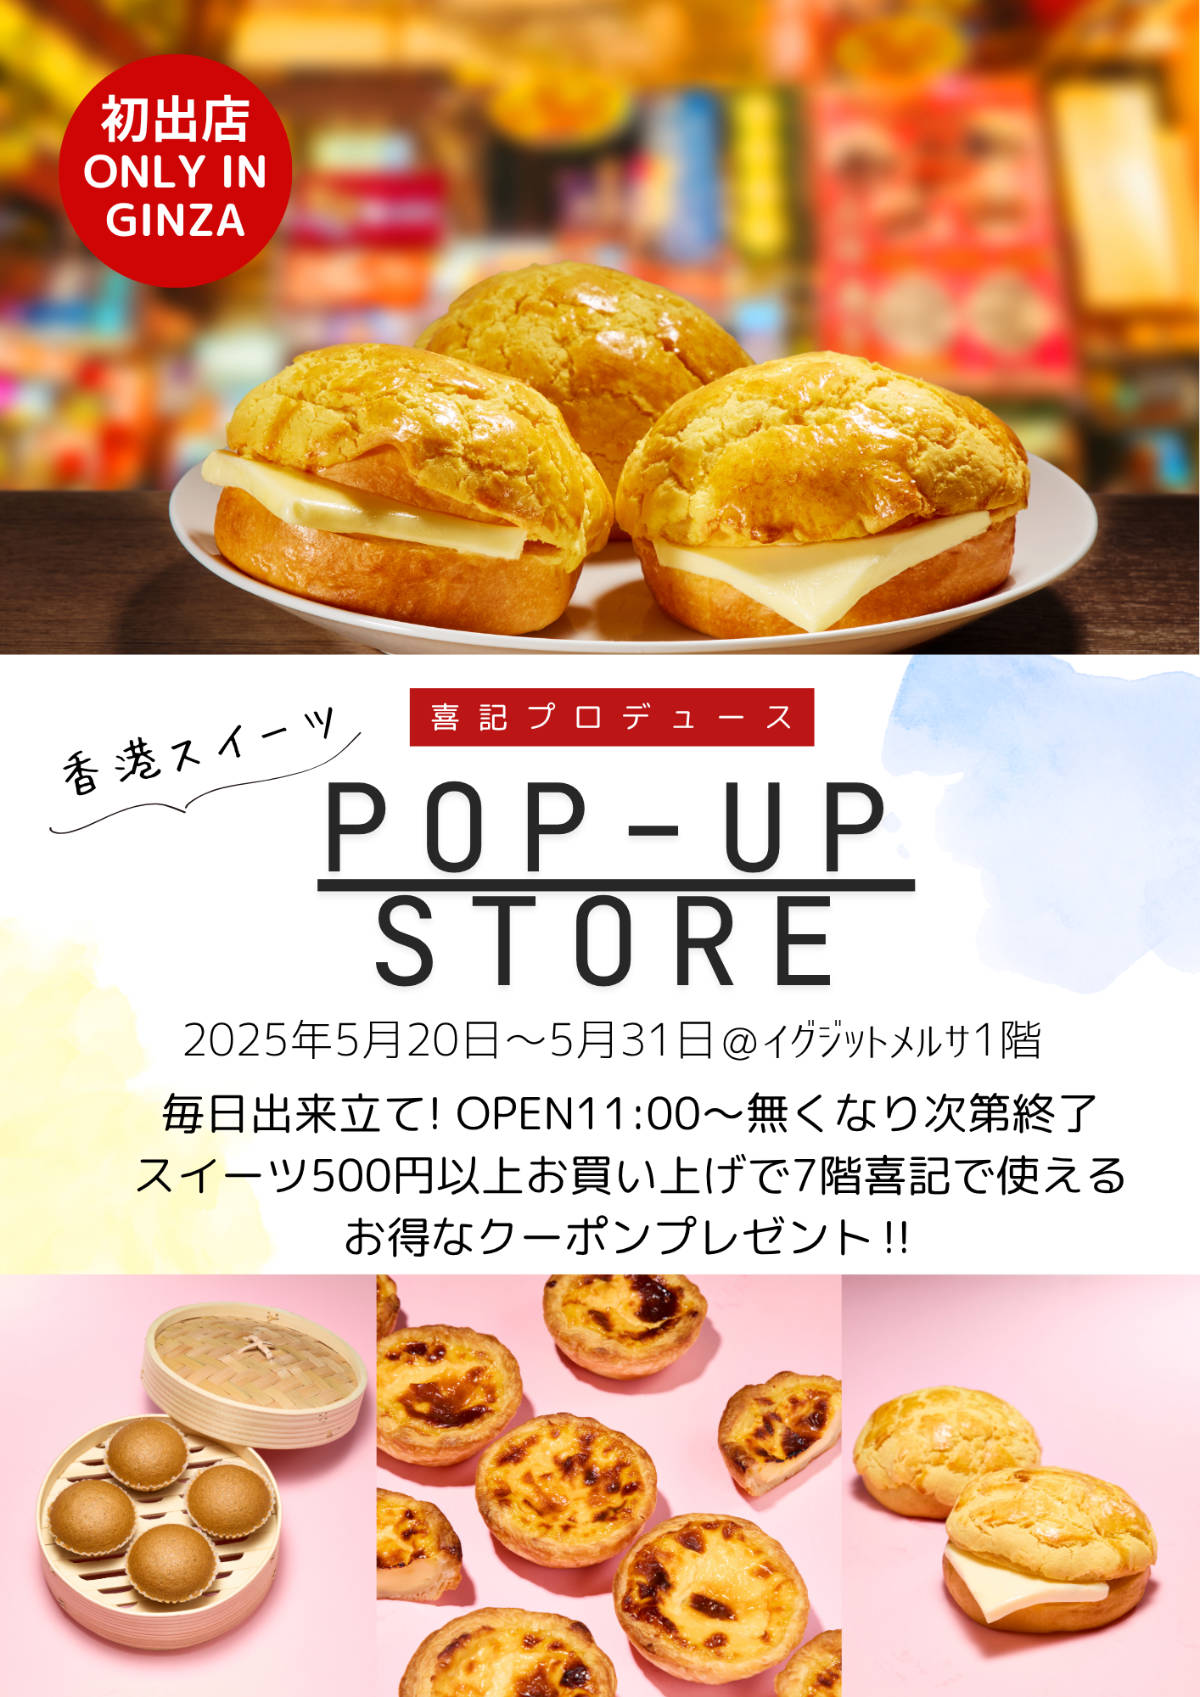 初出店
ONLY IN
GINZA
香港スイーツ
喜記プロデュース
POP-UP
STORE
2025年5月20日～5月31日@イグジットメルサ1階
毎日出来立て! OPEN11:00～無くなり次第終了
スイーツ500円以上お買い上げで7階喜記で使える
お得なクーポンプレゼント!!